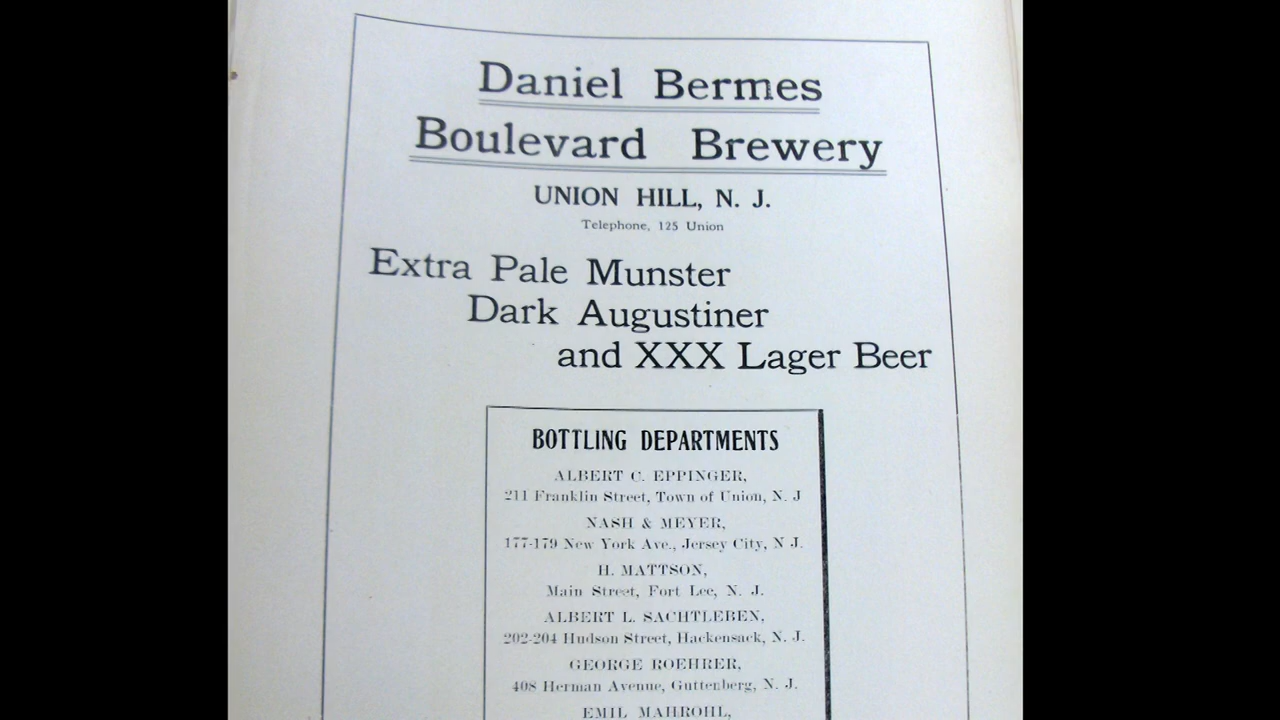 Daniel Bermes
Boulevard Brewery
UNION HILL, N. J.
Telephone, 125 Union
Extra Pale Munster
Dark Augustiner
and XXX Lager Beer
BOTTLING DEPARTMENTS
ALBERT C. EPPINGER,
211 Franklin Street, Town of Union, N. J
NASH & MEYER,
177-179 New York Ave., Jersey City, N J.
H. MATTSON,
Main Street, Fort Lee, N. J.
ALBERT L. SACHTLEBEN,
202-204 Hudson Street, Hackensack, N. J.
GEORGE ROEHRER,
408 Herman Avenue, Guttenberg, N. J.
EMIL MAHROHL,